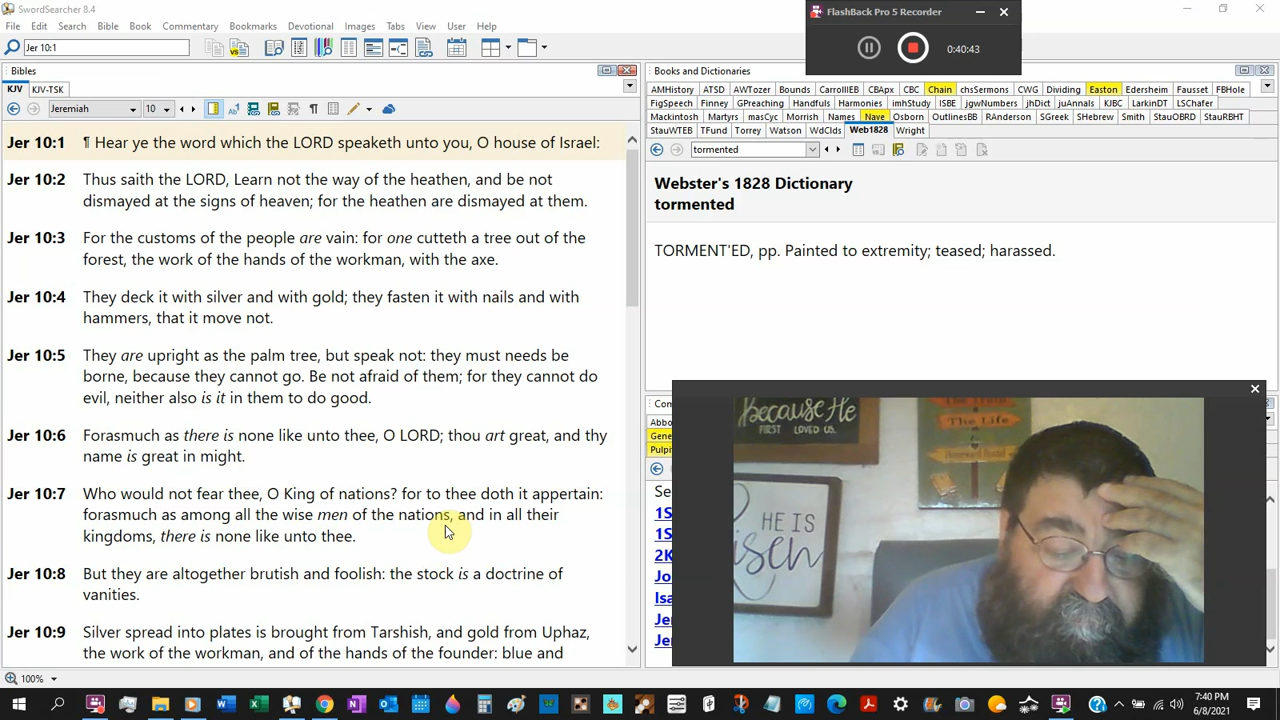 SwordSearcher 8.4
File Edit Search Bible Book Commentary Bookmarks Devotional Images Tabs View User Help
Jer 10:1
FlashBack Pro 5 Recorder
0:40:43
Bibles
KJV KJV-TSK
Jeremiah 10
Jer 10:1 ¶ Hear ye the word which the LORD speaketh unto you, O house of Israel:
Jer 10:2 Thus saith the LORD, Learn not the way of the heathen, and be not
dismayed at the signs of heaven; for the heathen are dismayed at them.
Jer 10:3 For the customs of the people are vain: for one cutteth a tree out of the
forest, the work of the hands of the workman, with the axe.
Jer 10:4 They deck it with silver and with gold; they fasten it with nails and with
hammers, that it move not.
Jer 10:5 They are upright as the palm tree, but speak not: they must needs be
borne, because they cannot go. Be not afraid of them; for they cannot do
evil, neither also is it in them to do good.
Jer 10:6 Forasmuch as there is none like unto thee, O LORD; thou art great, and thy
name is great in might.
Jer 10:7 Who would not fear thee, O King of nations? for to thee doth it appertain:
forasmuch as among all the wise men of the nations, and in all their
kingdoms, there is none like unto thee.
Jer 10:8 But they are altogether brutish and foolish: the stock is a doctrine of
vanities.
Jer 10:9 Silver spread into plates is brought from Tarshish, and gold from Uphaz,
the work of the workman, and of the hands of the founder: blue and
100%
Books and Dictionaries
AMHistory ATSD AWTozer Bounds CarrollIEB CBApx CBC Chain chsSermons CWG Dividing Easton Edersheim Fausset FBHole
FigSpeech Finney GPreaching Handfuls Harmonies imhStudy ISBE jgwNumbers jhDict juAnnals KJBC LarkinDT LSChafer
Mackintosh Martyrs masCyc Morrish Names Nave Osborn OutlinesBB RAnderson SGreek SHebrew Smith StauOBRD StauRBHT
StauWTEB TFund Torrey Watson WdClds Web1828 Wright
tormented
Webster's 1828 Dictionary
tormented
TORMENT'ED, pp. Painted to extremity; teased; harassed.
Com
Abbo
Gene
Pulpi
Se
1S
1S
2K
Jo
Isa
Je
Je
because He
FIRST LOVED US.
The Life
HE IS
Risen
7:40 PM
6/8/2021